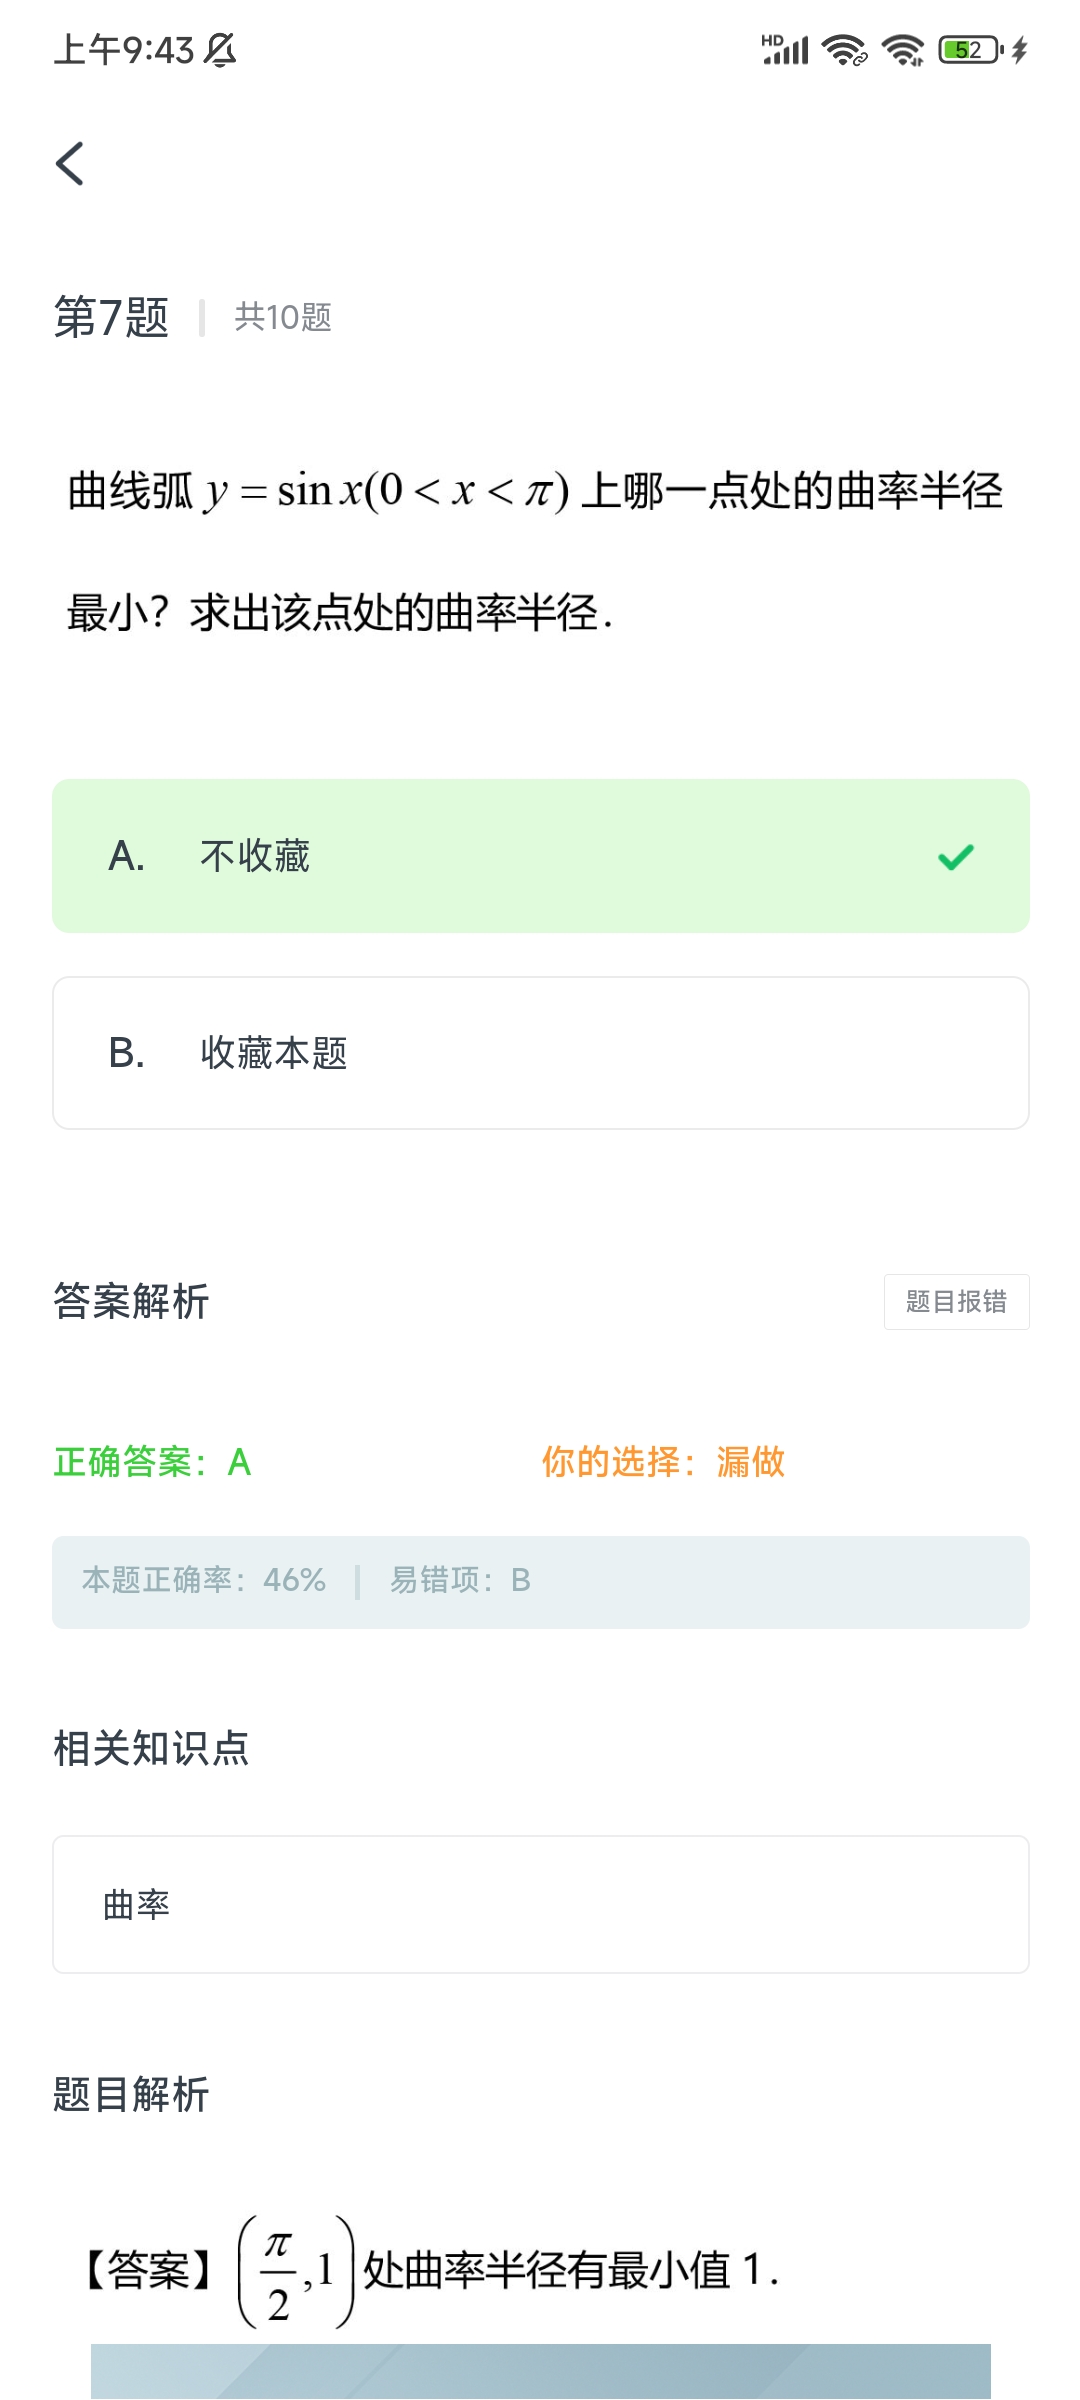 上午9:43
HD
52
第7题 共10题
曲线弧 y = sin x(0 < x < π) 上哪一点处的曲率半径
最小？求出该点处的曲率半径.
A. 不收藏
B. 收藏本题
答案解析 题目报错
正确答案：A 你的选择：漏做
本题正确率：46% 易错项：B
相关知识点
曲率
题目解析
【答案】(π/2,1)处曲率半径有最小值 1.